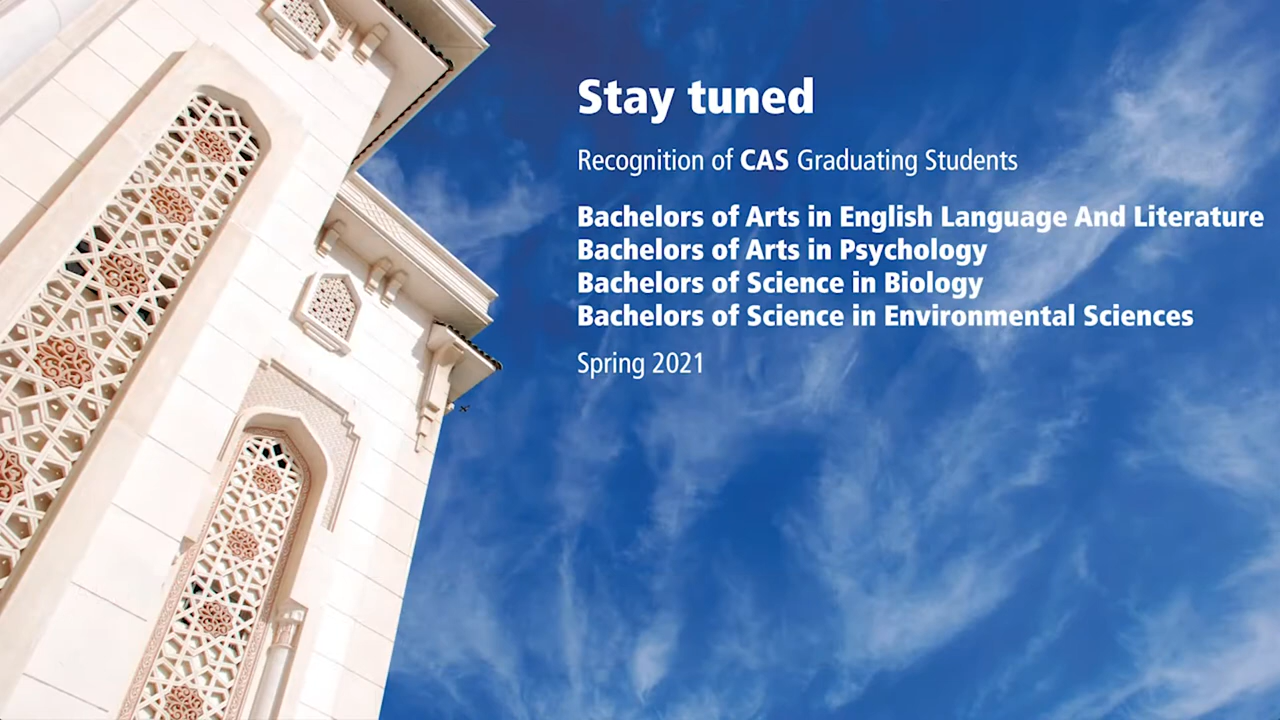 Stay tuned
Recognition of CAS Graduating Students
Bachelors of Arts in English Language And Literature
Bachelors of Arts in Psychology
Bachelors of Science in Biology
Bachelors of Science in Environmental Sciences
Spring 2021